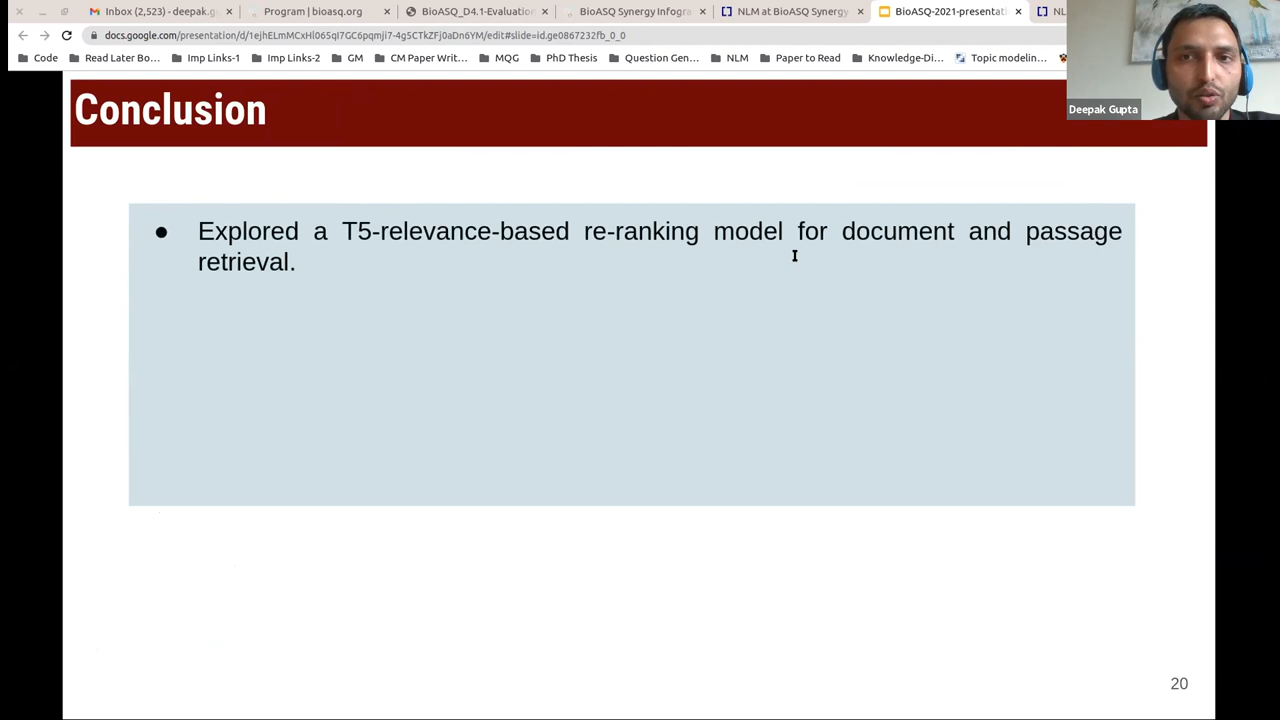 Inbox (2,523) - deepak.g
Program | bioasq.org
BioASQ_D4.1-Evaluation
BioASQ Synergy Infogra
NLM at BioASQ Synergy
BioASQ-2021-presentati
NL
docs.google.com/presentation/d/1ejhELmMCxHl065qI7GC6pqmji7-4g5CTkZFj0aDn6YM/edit#slide=id.ge0867232fb_0_0
Code
Read Later Bo...
Imp Links-1
Imp Links-2
GM
CM Paper Writ...
MQG
PhD Thesis
Question Gen...
NLM
Paper to Read
Knowledge-Di...
Topic modelin...
Deepak Gupta
Conclusion
● Explored a T5-relevance-based re-ranking model for document and passage
retrieval.
20